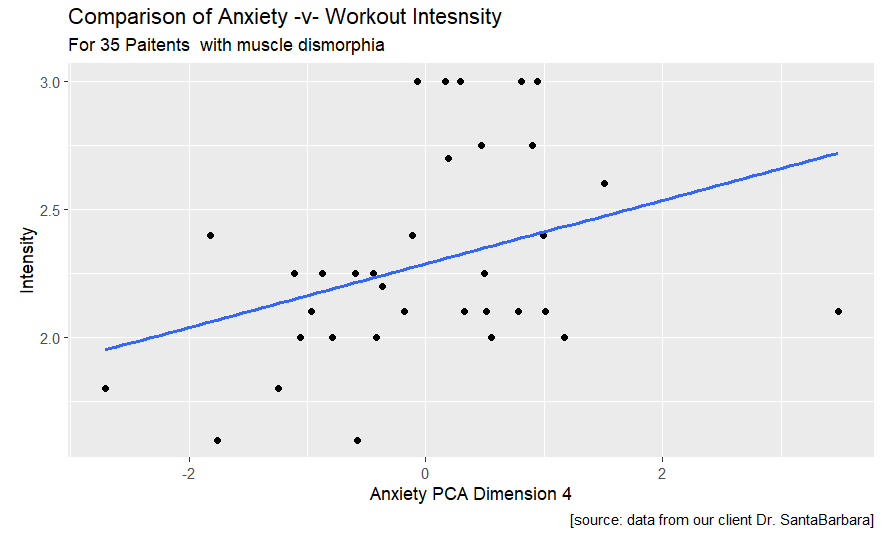 Comparison of Anxiety -v- Workout Intesnsity
For 35 Paitents  with muscle dismorphia
3.0
2.5
2.0
Intensity
-2
0
2
Anxiety PCA Dimension 4
[source: data from our client Dr. SantaBarbara]